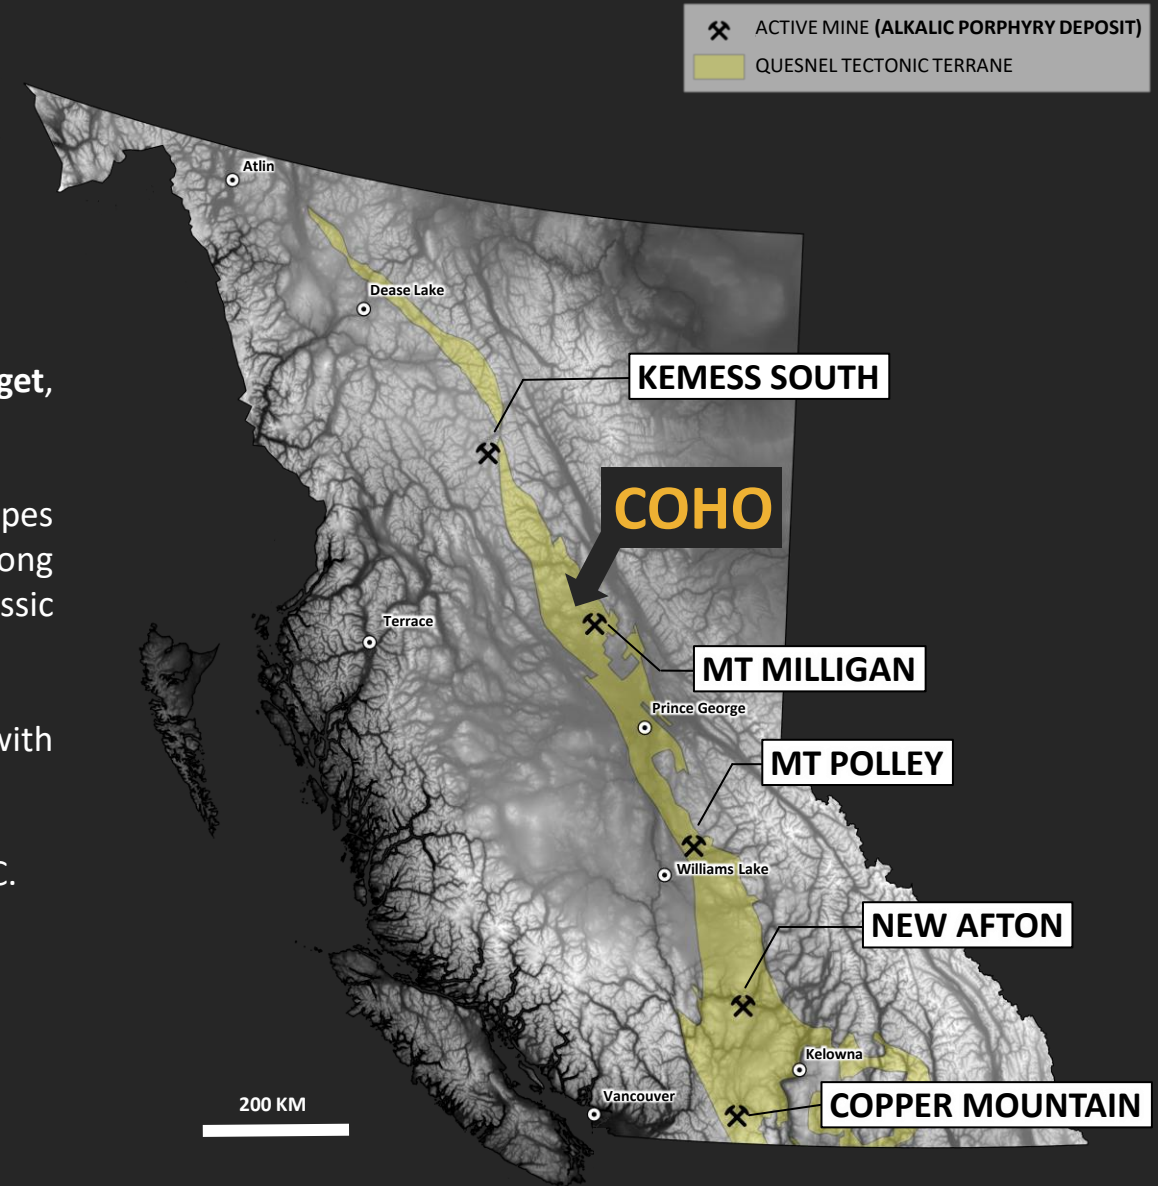 ACTIVE MINE (ALKALIC PORPHYRY DEPOSIT)
QUESNEL TECTONIC TERRANE
Atlin
Dease Lake
KEMESS SOUTH
get,
COHO
pes
ong
ssic
Terrace
MT MILLIGAN
Prince George
with
MT POLLEY
Williams Lake
c.
NEW AFTON
Kelowna
Vancouver
200 KM
COPPER MOUNTAIN